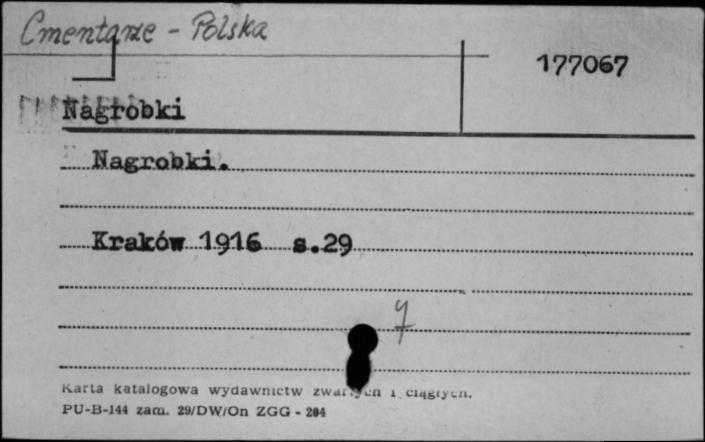 Cmentarze - Polska
177067
Nagrobki
Nagrobki.
Kraków 1916 s.29
7
Karta katalogowa wydawnictw zwartych i ciągłych.
PU-B-144 zam. 29/DW/On ZGG - 204